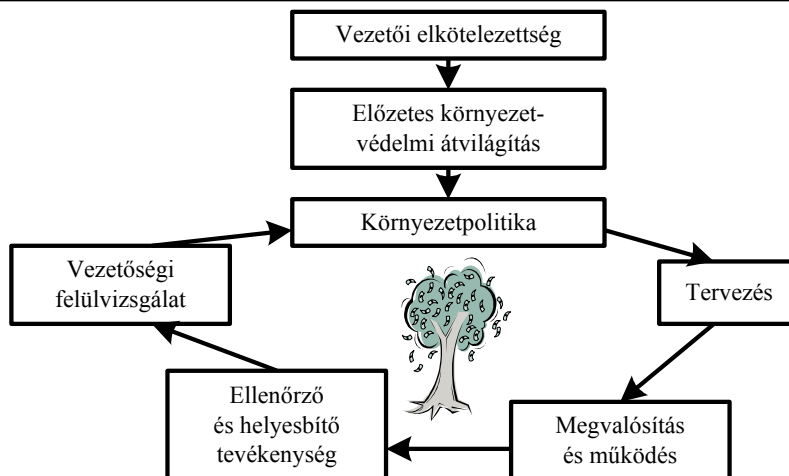 Vezetői elkötelezettség
Előzetes környezet-
védelmi átvilágítás
Környezetpolitika
Tervezés
Megvalósítás
és működés
Ellenőrző
és helyesbítő
tevékenység
Vezetőségi
felülvizsgálat